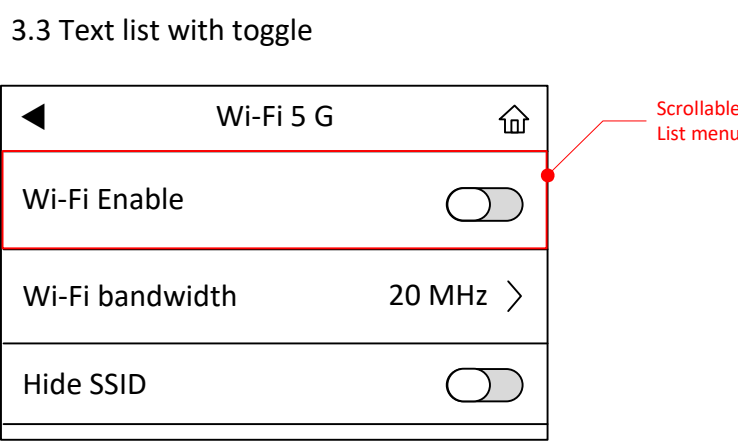 3.3 Text list with toggle
Wi-Fi 5 G
Scrollable
List menu
Wi-Fi Enable
Wi-Fi bandwidth 20 MHz
Hide SSID